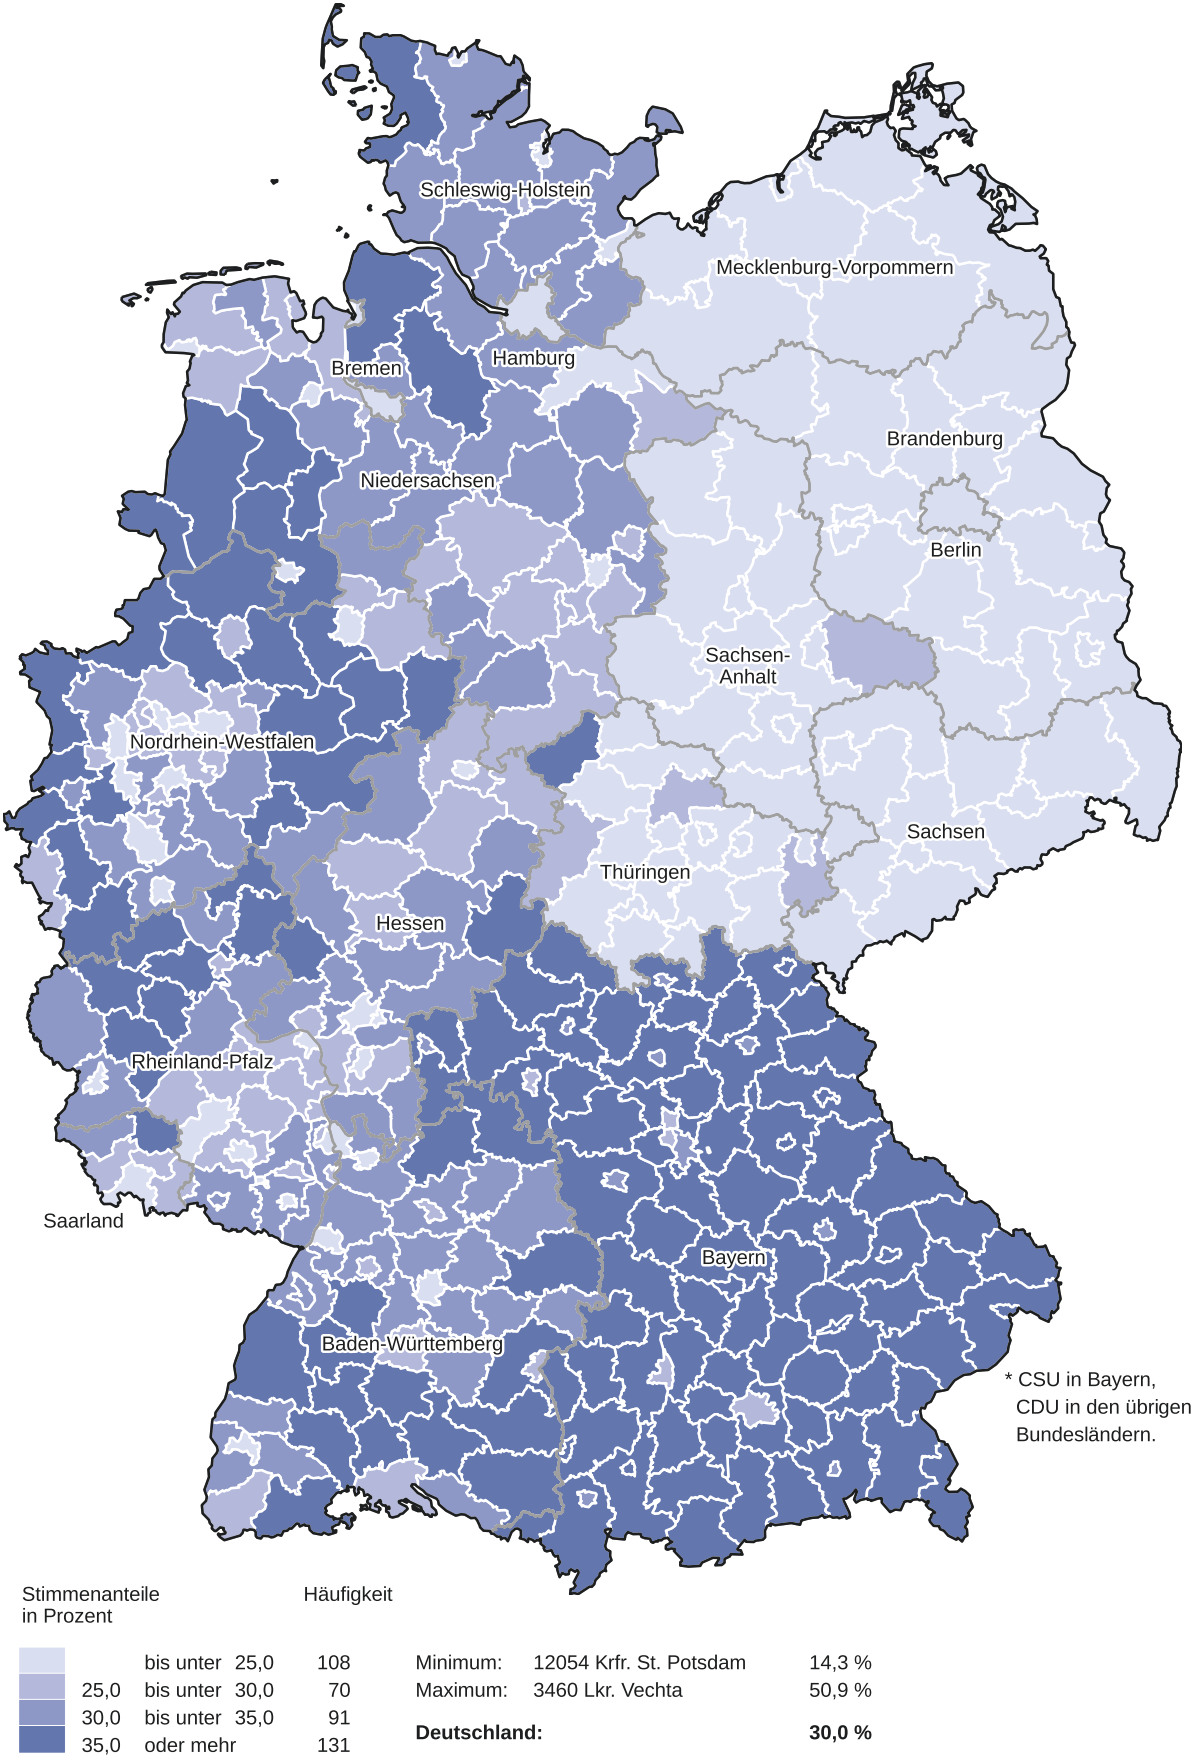 Schleswig-Holstein
Mecklenburg-Vorpommern
Hamburg
Bremen
Brandenburg
Niedersachsen
Berlin
Sachsen-
Anhalt
Nordrhein-Westfalen
Sachsen
Thüringen
Hessen
Rheinland-Pfalz
Saarland
Bayern
Baden-Württemberg
* CSU in Bayern,
CDU in den übrigen
Bundesländern.
Stimmenanteile
in Prozent
Häufigkeit
bis unter 25,0 108
25,0 bis unter 30,0 70
30,0 bis unter 35,0 91
35,0 oder mehr 131
Minimum: 12054 Krfr. St. Potsdam 14,3 %
Maximum: 3460 Lkr. Vechta 50,9 %
Deutschland: 30,0 %